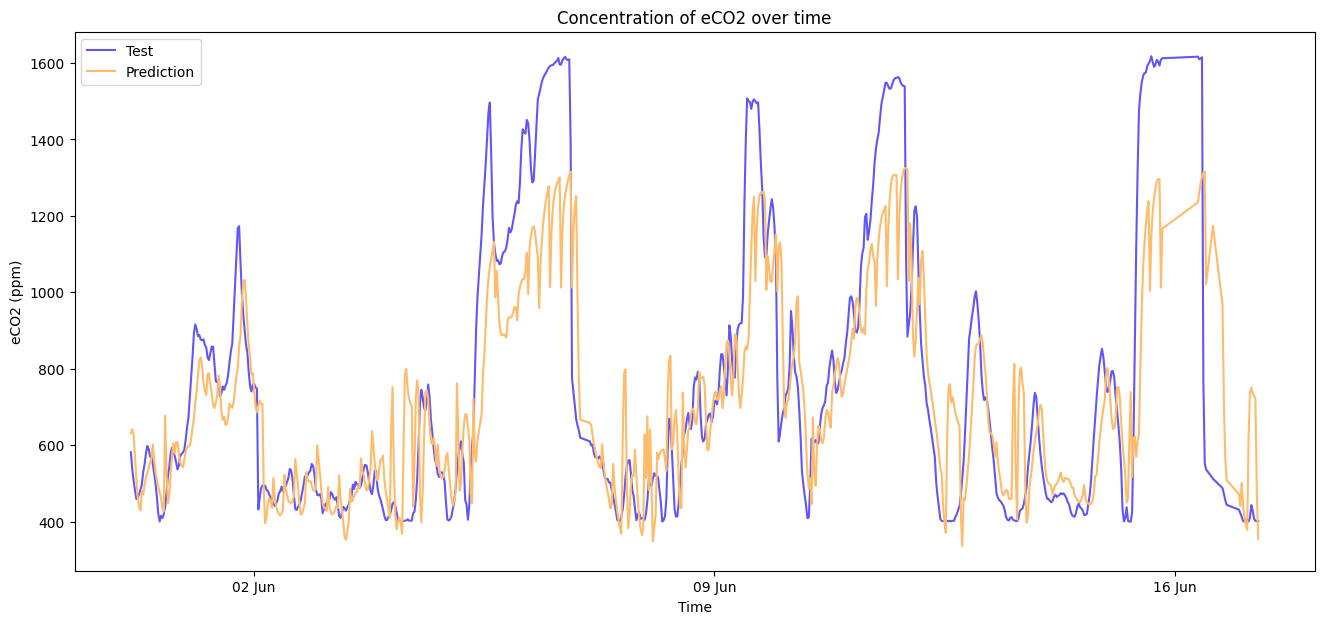 Concentration of eCO2 over time
Test
Prediction
eCO2 (ppm)
1600
1400
1200
1000
800
600
400
02 Jun
09 Jun
16 Jun
Time